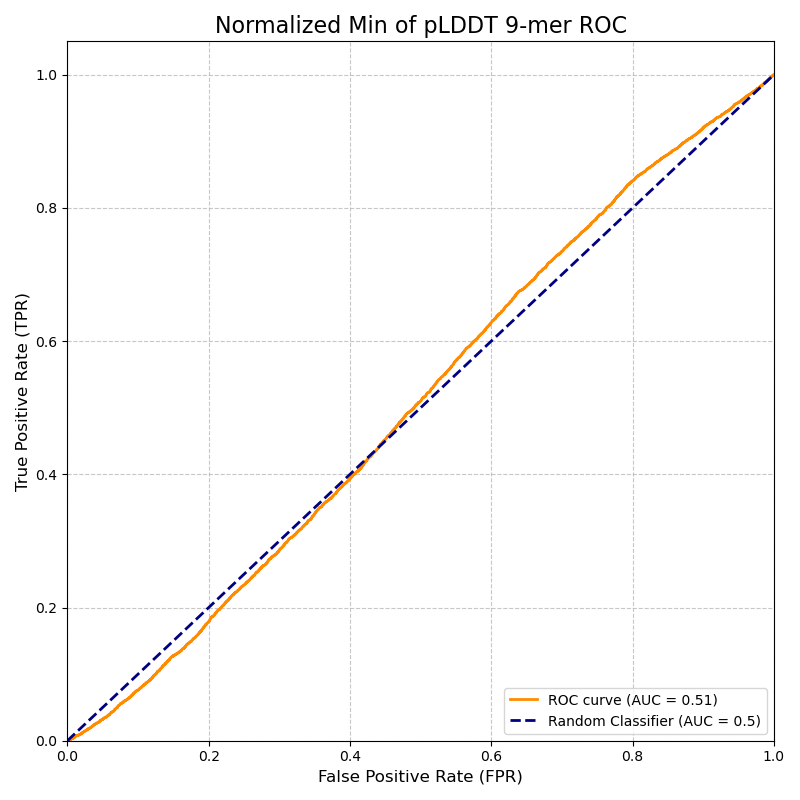 Normalized Min of pLDDT 9-mer ROC
True Positive Rate (TPR)
1.0
0.8
0.6
0.4
0.2
0.0
0.0 0.2 0.4 0.6 0.8 1.0
False Positive Rate (FPR)
ROC curve (AUC = 0.51)
Random Classifier (AUC = 0.5)